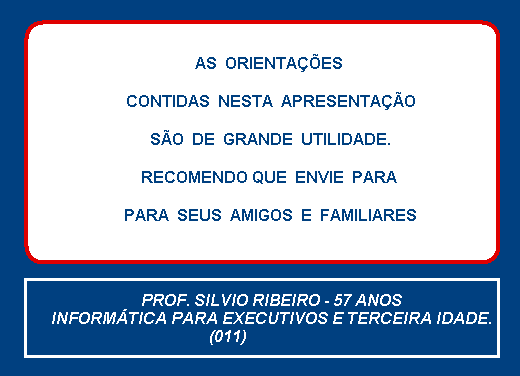 AS ORIENTAÇÕES
CONTIDAS NESTA APRESENTAÇÃO
SÃO DE GRANDE UTILIDADE.
RECOMENDO QUE ENVIE PARA
PARA SEUS AMIGOS E FAMILIARES
PROF. SILVIO RIBEIRO - 57 ANOS
INFORMÁTICA PARA EXECUTIVOS E TERCEIRA IDADE.
(011)